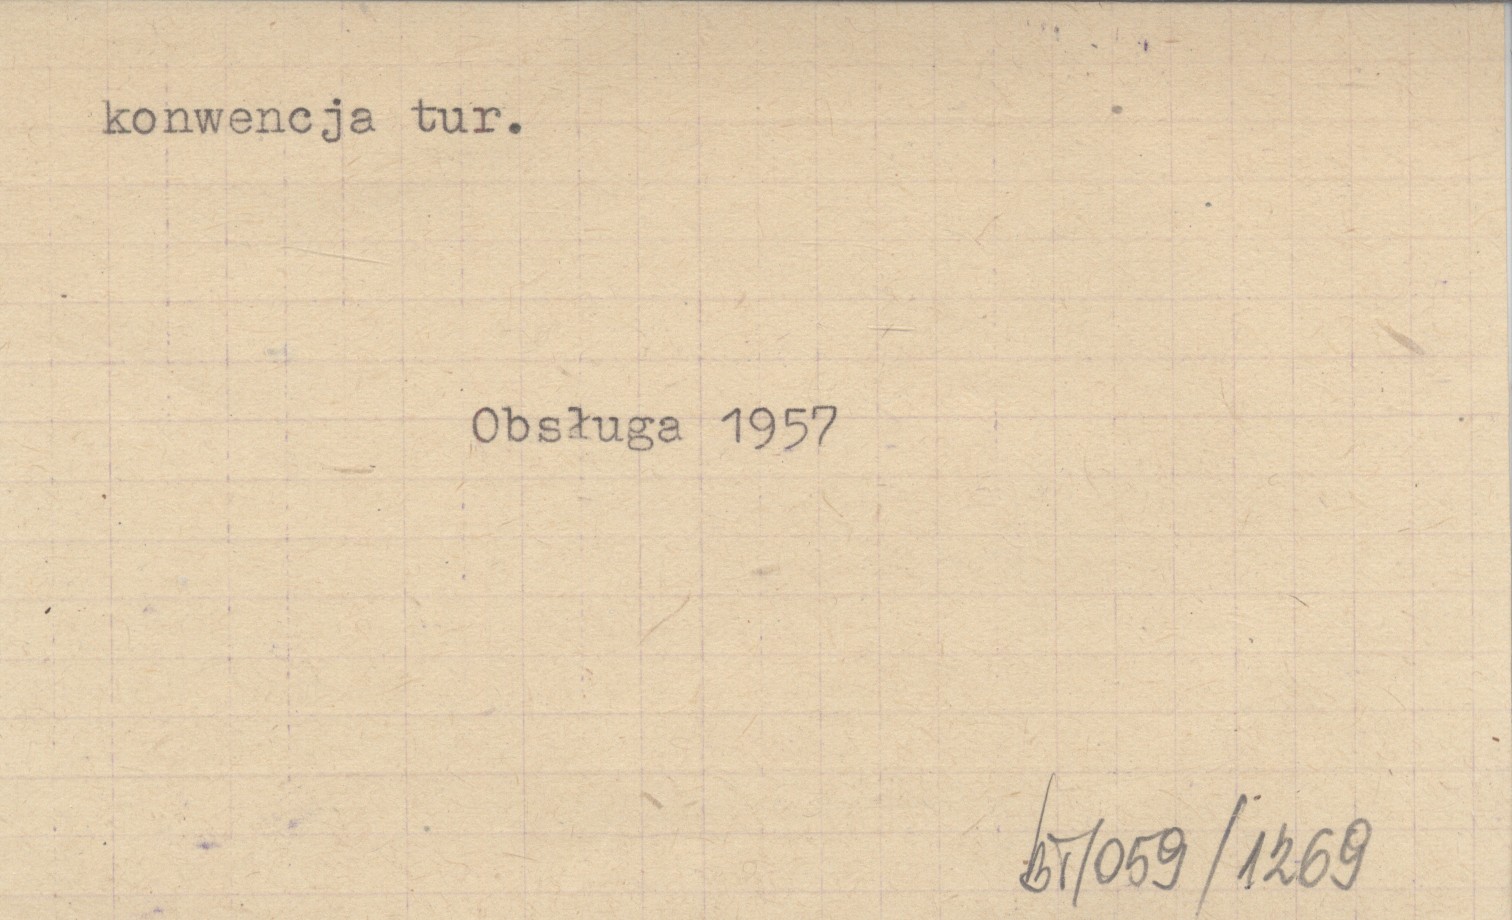 konwencja tur.
Obsługa 1957
BT/059/1269